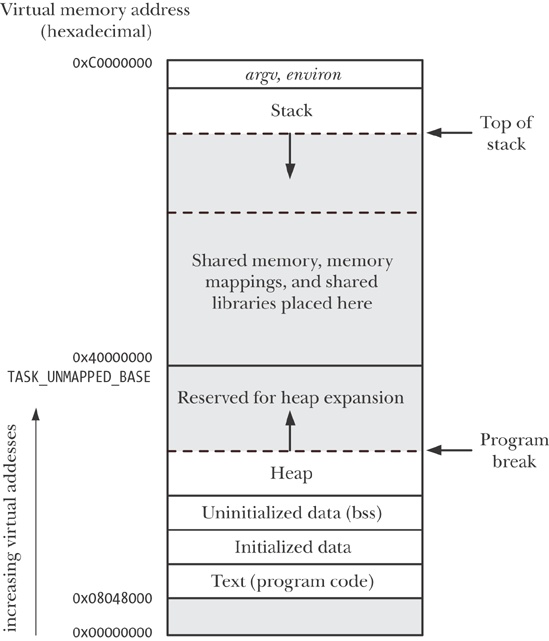 Virtual memory address
(hexadecimal)
0xC0000000
argv, environ
Stack
Top of
stack
Shared memory, memory
mappings, and shared
libraries placed here
0x40000000
TASK_UNMAPPED_BASE
Reserved for heap expansion
Program
break
Heap
Uninitialized data (bss)
Initialized data
Text (program code)
0x08048000
0x00000000
increasing virtual addesses